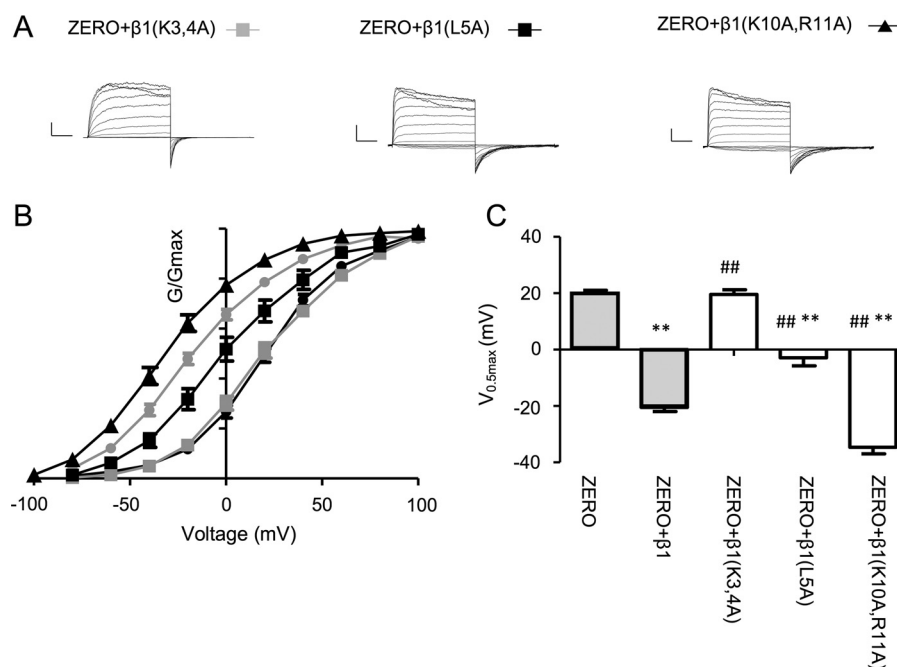 A
ZERO+β1(K3,4A)
ZERO+β1(L5A)
ZERO+β1(K10A,R11A)
B
G/Gmax
-100
-50
0
50
100
Voltage (mV)
C
V0.5max (mV)
40
20
0
-20
-40
**
##
## **
## **
ZERO
ZERO+β1
ZERO+β1(K3,4A)
ZERO+β1(L5A)
ZERO+β1(K10A,R11A)